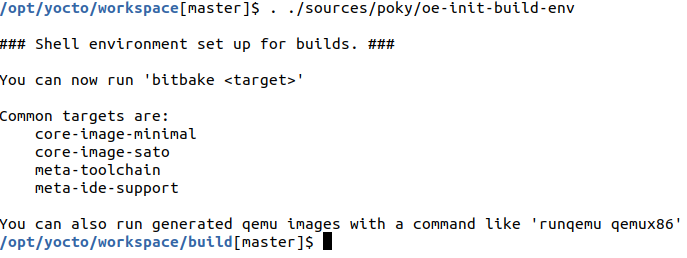 /opt/yocto/workspace[master]$ . ./sources/poky/oe-init-build-env
### Shell environment set up for builds. ###
You can now run 'bitbake <target>'
Common targets are:
core-image-minimal
core-image-sato
meta-toolchain
meta-ide-support
You can also run generated qemu images with a command like 'runqemu qemux86'
/opt/yocto/workspace/build[master]$